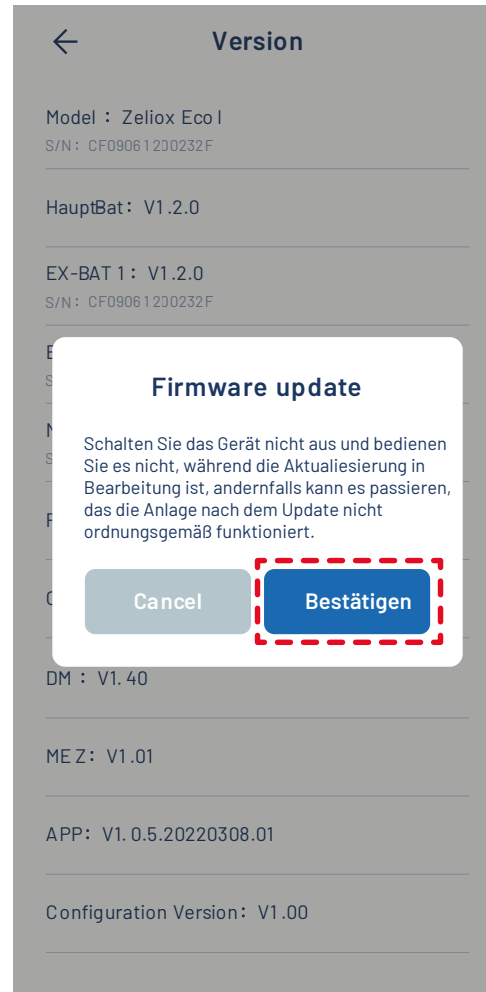 Version
Model : Zeliox Eco I
S/N: CF09061200232F
HauptBat: V1.2.0
EX-BAT 1: V1.2.0
S/N: CF09061200232F
Firmware update
Schalten Sie das Gerät nicht aus und bedienen
Sie es nicht, während die Aktualiesierung in
Bearbeitung ist, andernfalls kann es passieren,
das die Anlage nach dem Update nicht
ordnungsgemäß funktioniert.
Cancel
Bestätigen
DM : V1.40
MEZ: V1.01
APP: V1.0.5.20220308.01
Configuration Version: V1.00